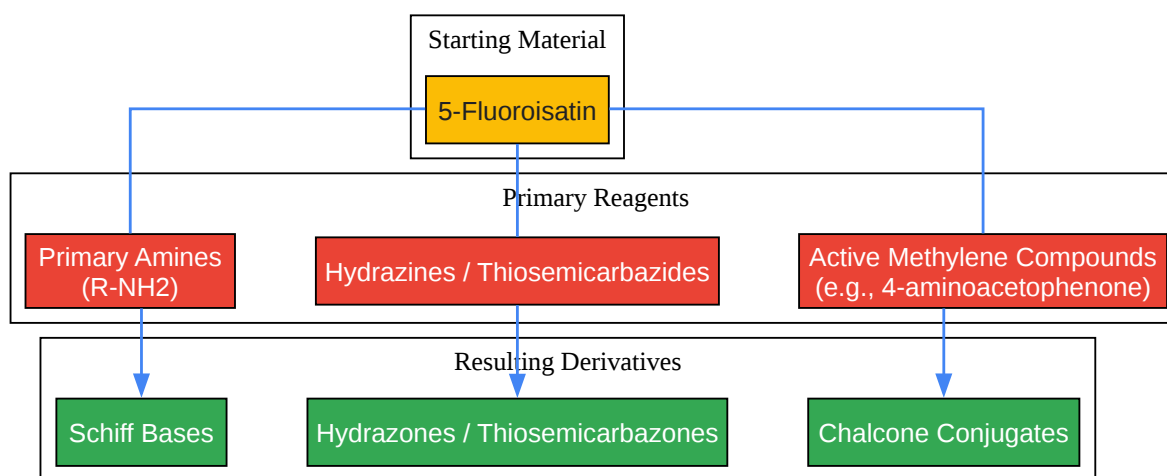 Starting Material
5-Fluoroisatin
Primary Reagents
Primary Amines
(R-NH2)
Hydrazines / Thiosemicarbazides
Active Methylene Compounds
(e.g., 4-aminoacetophenone)
Resulting Derivatives
Schiff Bases
Hydrazones / Thiosemicarbazones
Chalcone Conjugates